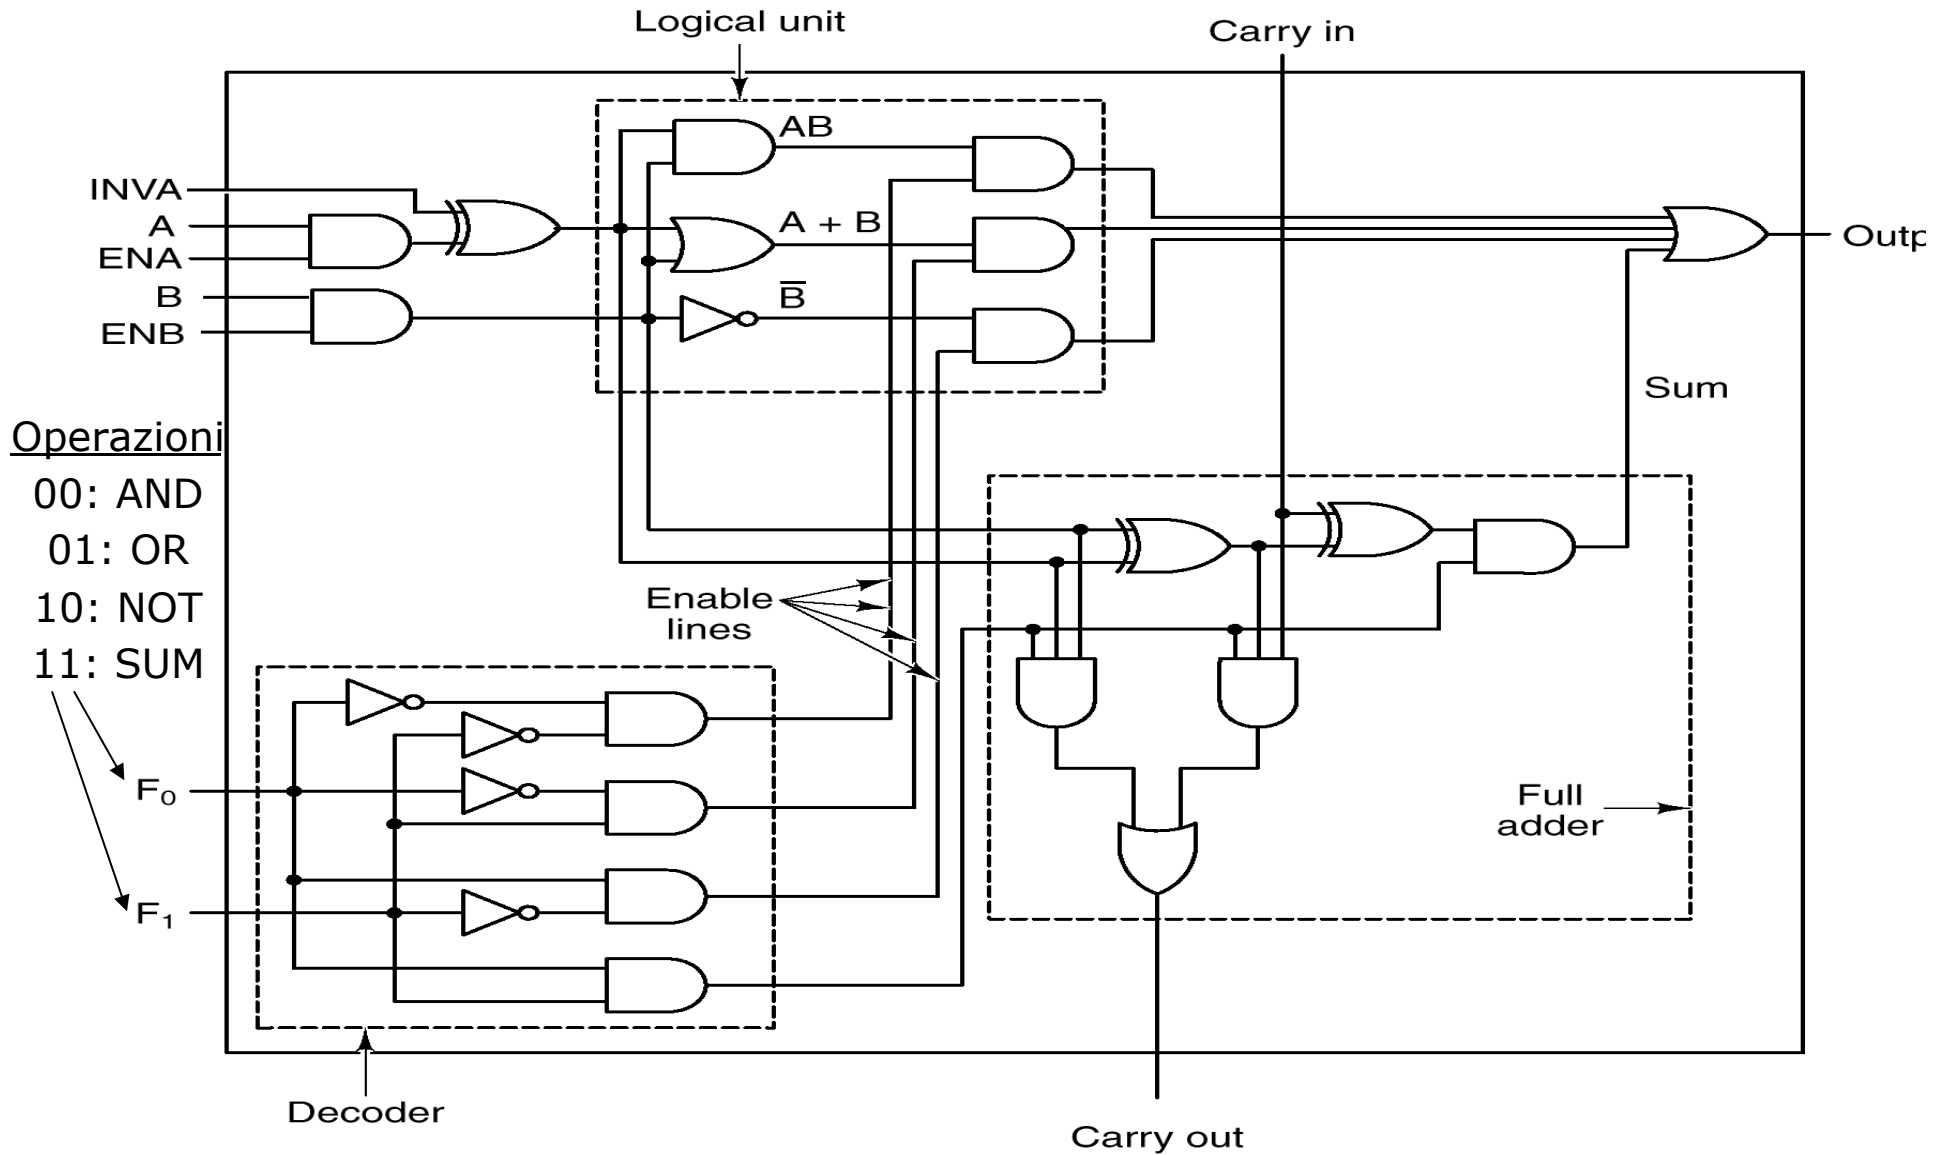 Logical unit
Carry in
INVA
A
ENA
B
ENB
AB
A + B
B̅
Outp
Sum
Operazioni
00: AND
01: OR
10: NOT
11: SUM
Enable
lines
F₀
F₁
Full
adder
Decoder
Carry out